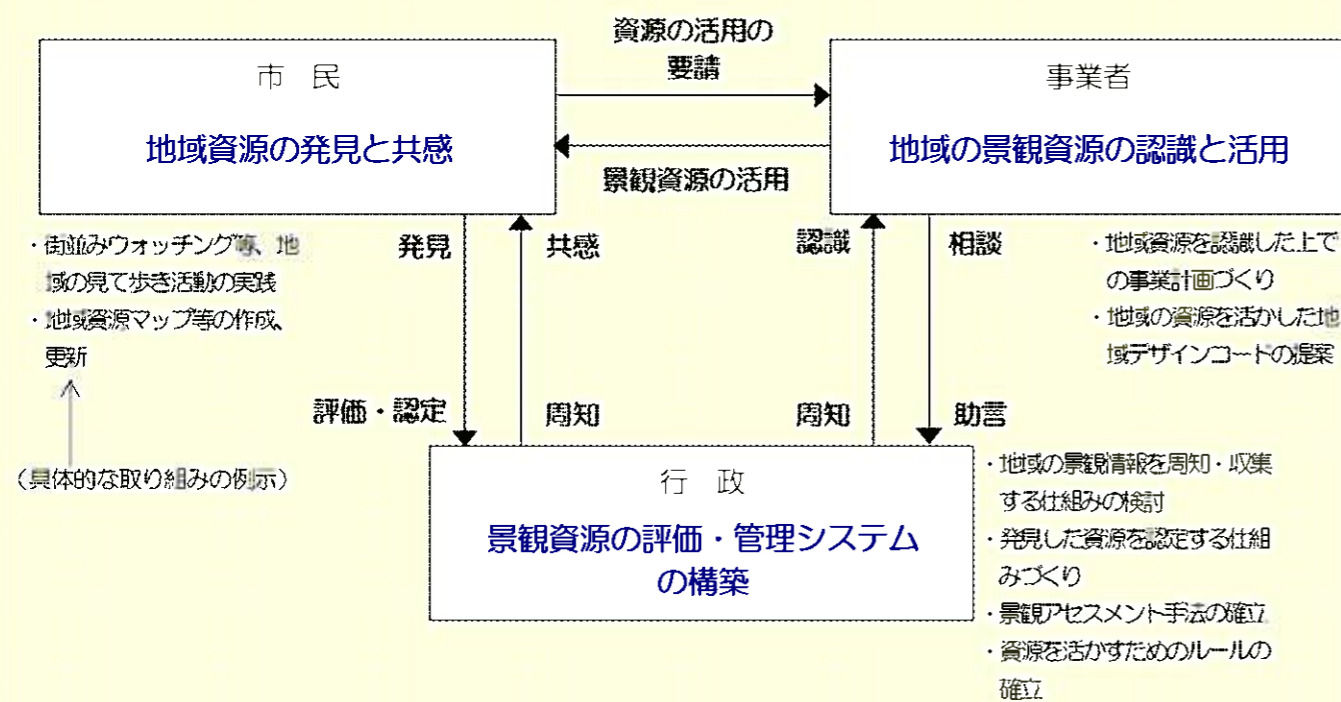 資源の活用の
要請
市　民
地域資源の発見と共感
事業者
地域の景観資源の認識と活用
景観資源の活用
・街並みウォッチング等、地
域の見て歩き活動の実践
・地域資源マップ等の作成、
更新
(具体的な取り組みの例示)
発見
共感
認識
相談
・地域資源を認識した上で
の事業計画づくり
・地域の資源を活かした地
域デザインコードの提案
評価・認定
周知
周知
助言
行　政
景観資源の評価・管理システム
の構築
・地域の景観情報を周知・収集
する仕組みの検討
・発見した資源を認定する仕組
みづくり
・景観アセスメント手法の確立
・資源を活かすためのルールの
確立